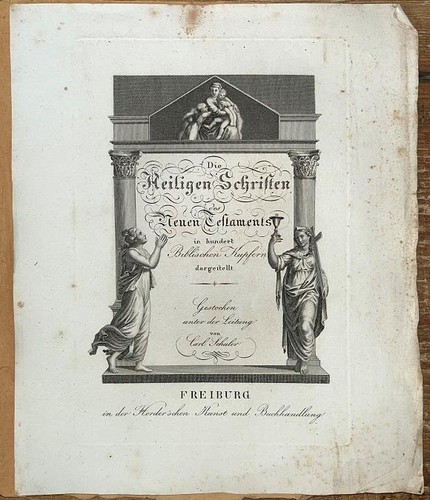 Die
Heiligen Schriften
des
Neuen Testaments
in hundert
Biblischen Kupfern
dargestellt
Gestochen
unter der Leitung
von
Carl Schuler
FREIBURG
in der Herder'schen Kunst und Buchhandlung